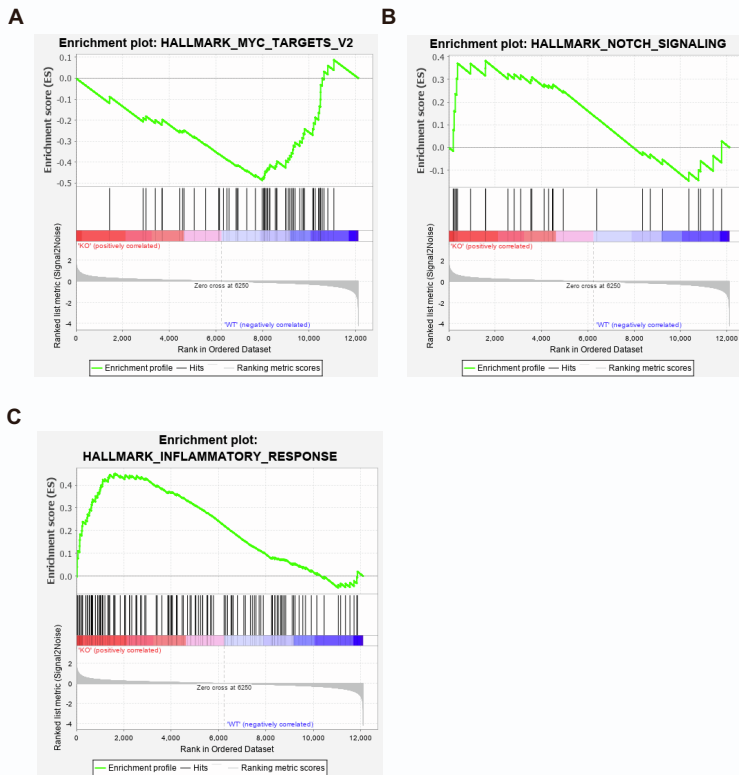 A
Enrichment plot: HALLMARK_MYC_TARGETS_V2
Enrichment score (ES)
0.1
0.0
-0.1
-0.2
-0.3
-0.4
-0.5
'KO' (positively correlated)
Ranked list metric (Signal2Noise)
2
0
-2
-4
Zero cross at 6250
'WT' (negatively correlated)
0
2,000
4,000
6,000
8,000
10,000
12,000
Rank in Ordered Dataset
Enrichment profile
Hits
Ranking metric scores
B
Enrichment plot: HALLMARK_NOTCH_SIGNALING
Enrichment score (ES)
0.4
0.3
0.2
0.1
0.0
-0.1
'KO' (positively correlated)
Ranked list metric (Signal2Noise)
2
0
-2
-4
Zero cross at 6250
'WT' (negatively correlated)
0
2,000
4,000
6,000
8,000
10,000
12,000
Rank in Ordered Dataset
Enrichment profile
Hits
Ranking metric scores
C
Enrichment plot:
HALLMARK_INFLAMMATORY_RESPONSE
Enrichment score (ES)
0.4
0.3
0.2
0.1
0.0
'KO' (positively correlated)
Ranked list metric (Signal2Noise)
2
0
-2
-4
Zero cross at 6250
'WT' (negatively correlated)
0
2,000
4,000
6,000
8,000
10,000
12,000
Rank in Ordered Dataset
Enrichment profile
Hits
Ranking metric scores